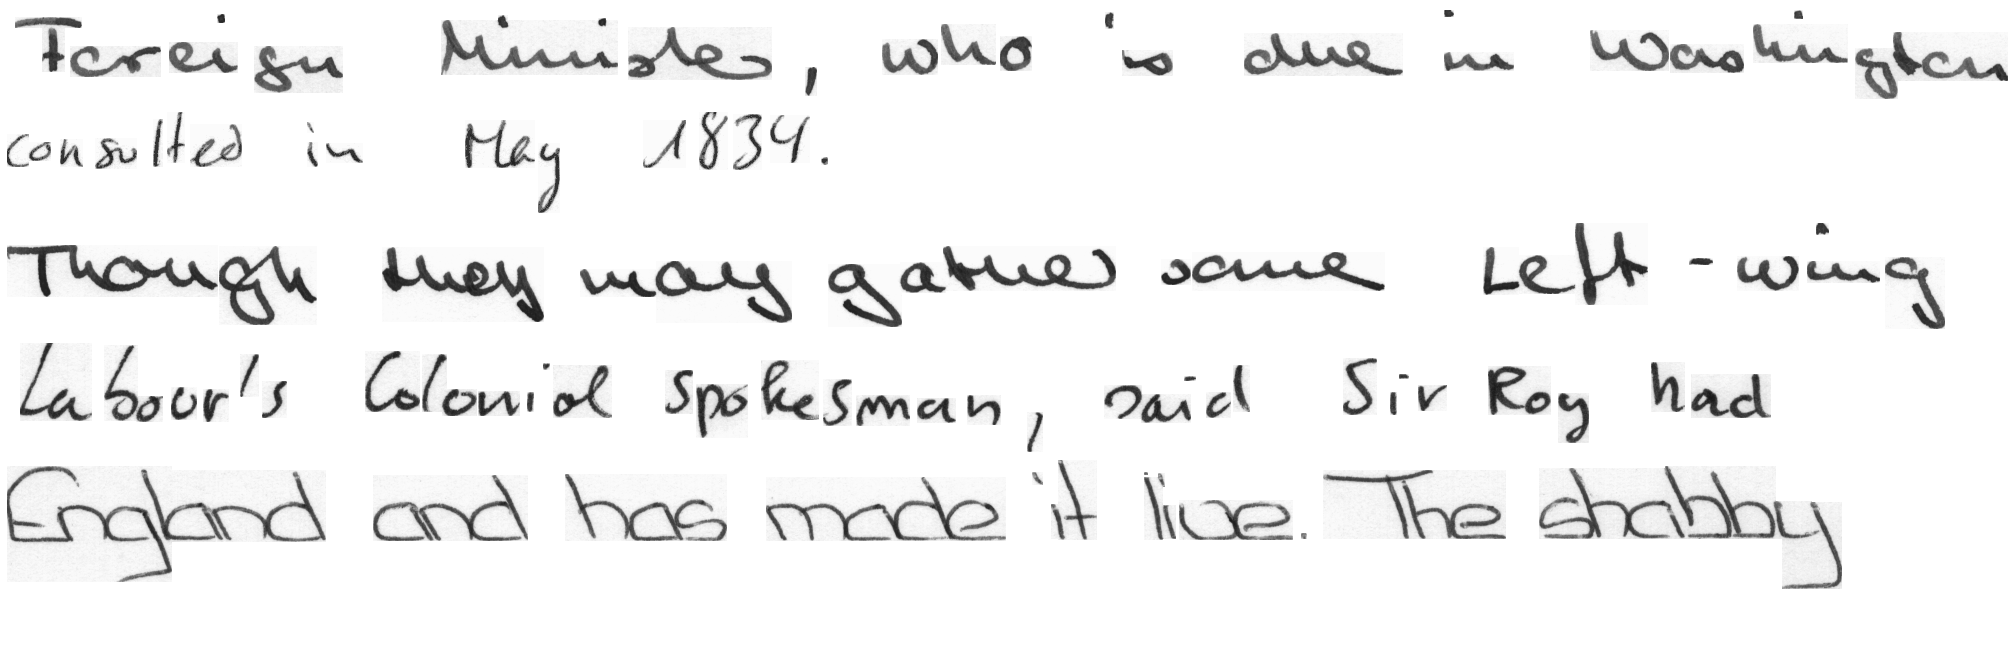 Foreign Minister, who is due in Washington
consulted in May 1834.
Though they may gather some Left-wing
Labour's Colonial spokesman, said Sir Roy had
England and has made it live. The shabby